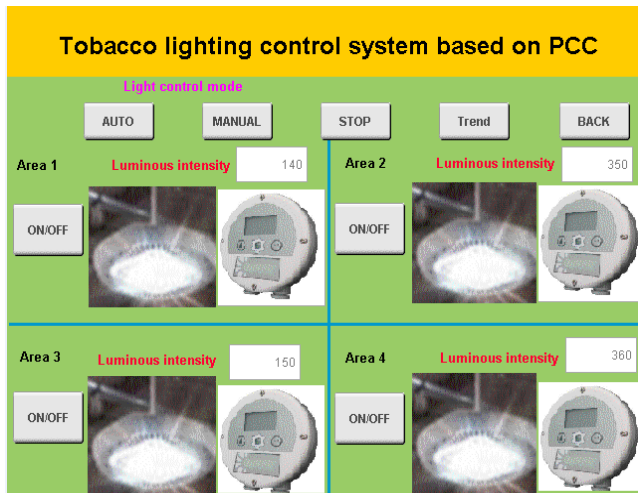 Tobacco lighting control system based on PCC
Light control mode
AUTO MANUAL STOP Trend BACK
Area 1 Luminous intensity 140
Area 2 Luminous intensity 350
ON/OFF
ON/OFF
Area 3 Luminous intensity 150
Area 4 Luminous intensity 360
ON/OFF
ON/OFF